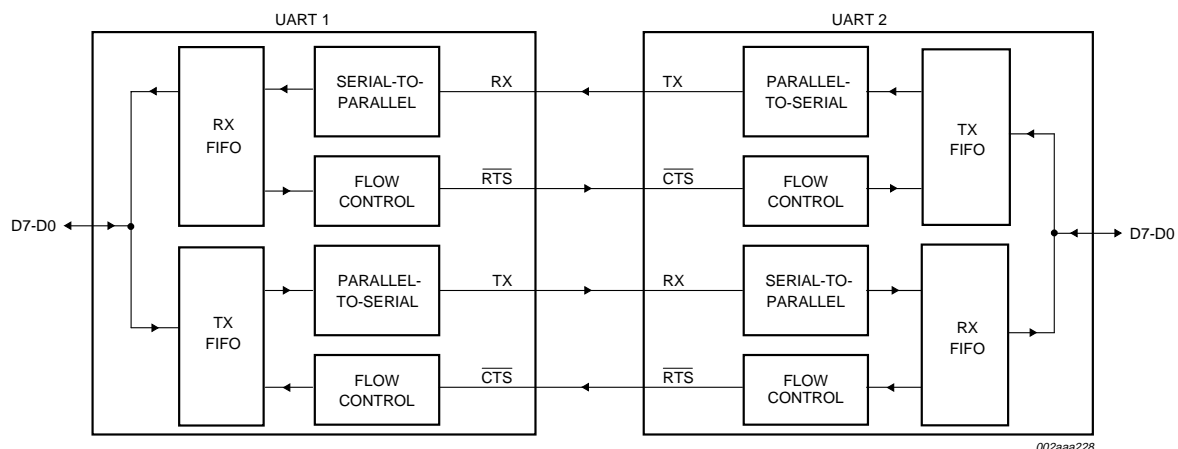 UART 1
UART 2
SERIAL-TO-
PARALLEL
RX
TX
PARALLEL-
TO-SERIAL
RX
FIFO
TX
FIFO
FLOW
CONTROL
RTS
CTS
FLOW
CONTROL
D7-D0
D7-D0
PARALLEL-
TO-SERIAL
TX
RX
SERIAL-TO-
PARALLEL
TX
FIFO
RX
FIFO
FLOW
CONTROL
CTS
RTS
FLOW
CONTROL
002aaa228